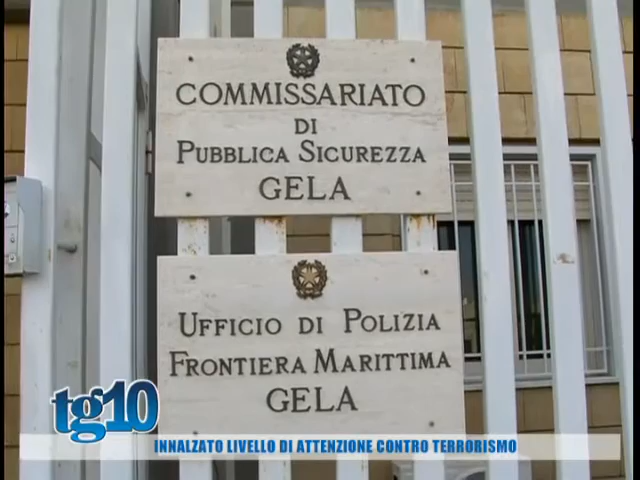 COMMISSARIATO
DI
PUBBLICA SICUREZZA
GELA
UFFICIO DI POLIZIA
FRONTIERA MARITTIMA
GELA
tg10
INNALZATO LIVELLO DI ATTENZIONE CONTRO TERRORISMO